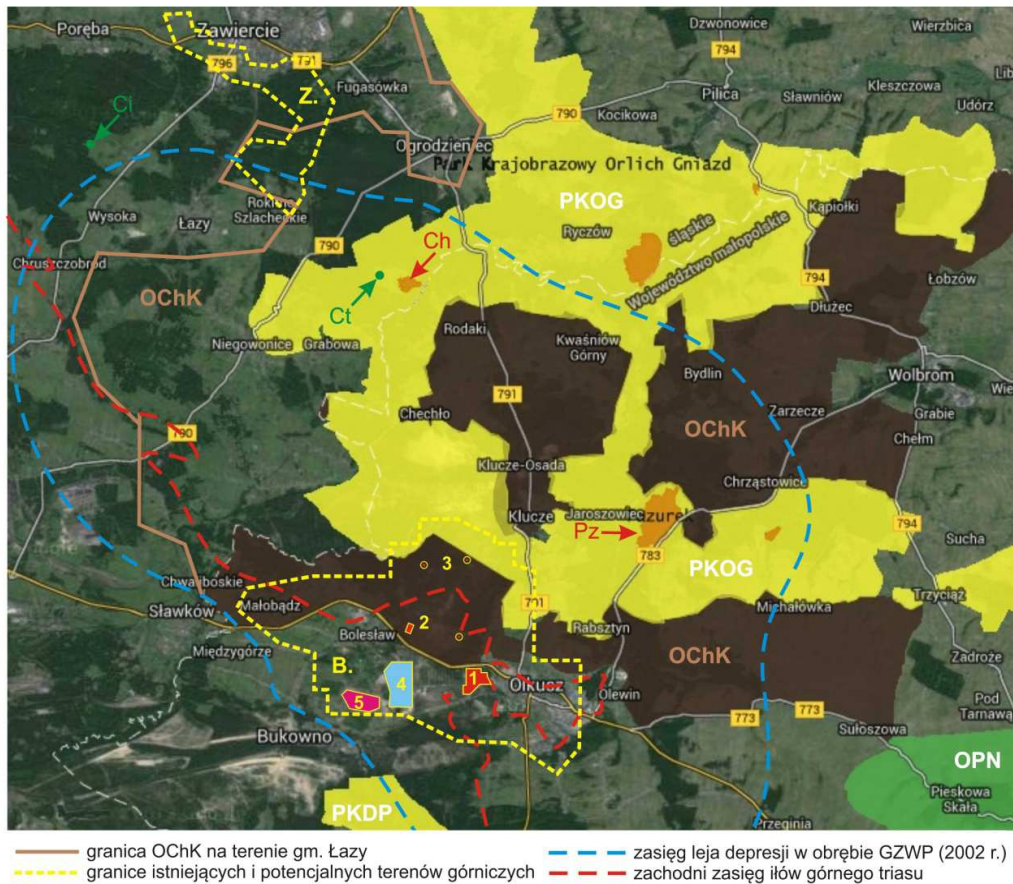 Poręba
Zawiercie
Dzwonowice
Wierzbica
796
791
794
Fugasówka
Pilica
Sławniów
Kleszczowa
Z.
790
Kocikowa
Udórz
Ci
Ogrodzieniec
Park Krajobrazowy Orlich Gniazd
PKOG
Kąpiołki
Wysoka
Łazy
Rokitno
Szlacheckie
Ryczów
śląskie
Województwo małopolskie
790
Ch
794
Łobzów
Chruszczobród
OChK
Ct
Dłużec
Niegowonice
Grabowa
Rodaki
Kwaśniów
Górny
Bydlin
Wolbrom
791
Zarzecze
Grabie
Chechło
OChK
Chełm
790
Klucze-Osada
Chrząstowice
Klucze
Jaroszowiec
Pz
783
794
Sucha
PKOG
3
Chwaliboskie
791
Michałówka
Trzyciąż
Sławków
Małobądz
2
Rabsztyn
Bolesław
Międzygórze
B.
OChK
Zadroże
4
1
5
Olkusz
Olewin
Pod
Tarnawą
773
773
Bukowno
Sułoszowa
OPN
PKDP
Pieskowa
Skała
Przeginia
granica OChK na terenie gm. Łazy
zasięg leja depresji w obrębie GZWP (2002 r.)
granice istniejących i potencjalnych terenów górniczych
zachodni zasięg iłów górnego triasu